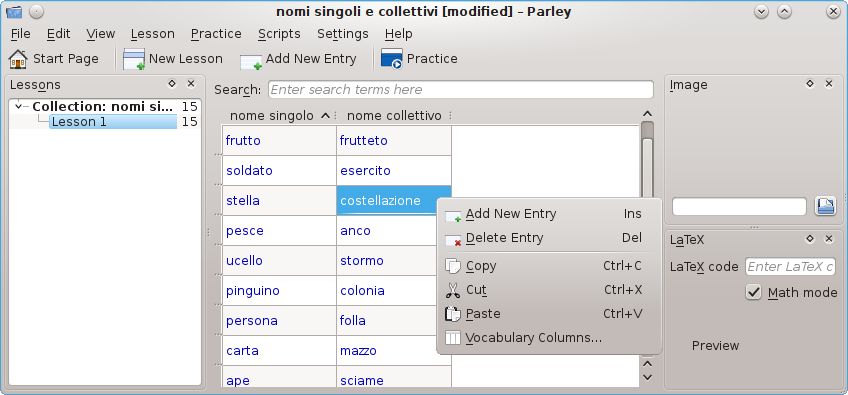 nomi singoli e collettivi [modified] – Parley
File Edit View Lesson Practice Scripts Settings Help
Start Page New Lesson Add New Entry Practice
Lessons
Collection: nomi si... 15
Lesson 1 15
Search: Enter search terms here
nome singolo nome collettivo
frutto frutteto
soldato esercito
stella costellazione
pesce anco
ucello stormo
pinguino colonia
persona folla
carta mazzo
ape sciame
Add New Entry Ins
Delete Entry Del
Copy Ctrl+C
Cut Ctrl+X
Paste Ctrl+V
Vocabulary Columns...
Image
LaTeX
LaTeX code Enter LaTeX c
Math mode
Preview